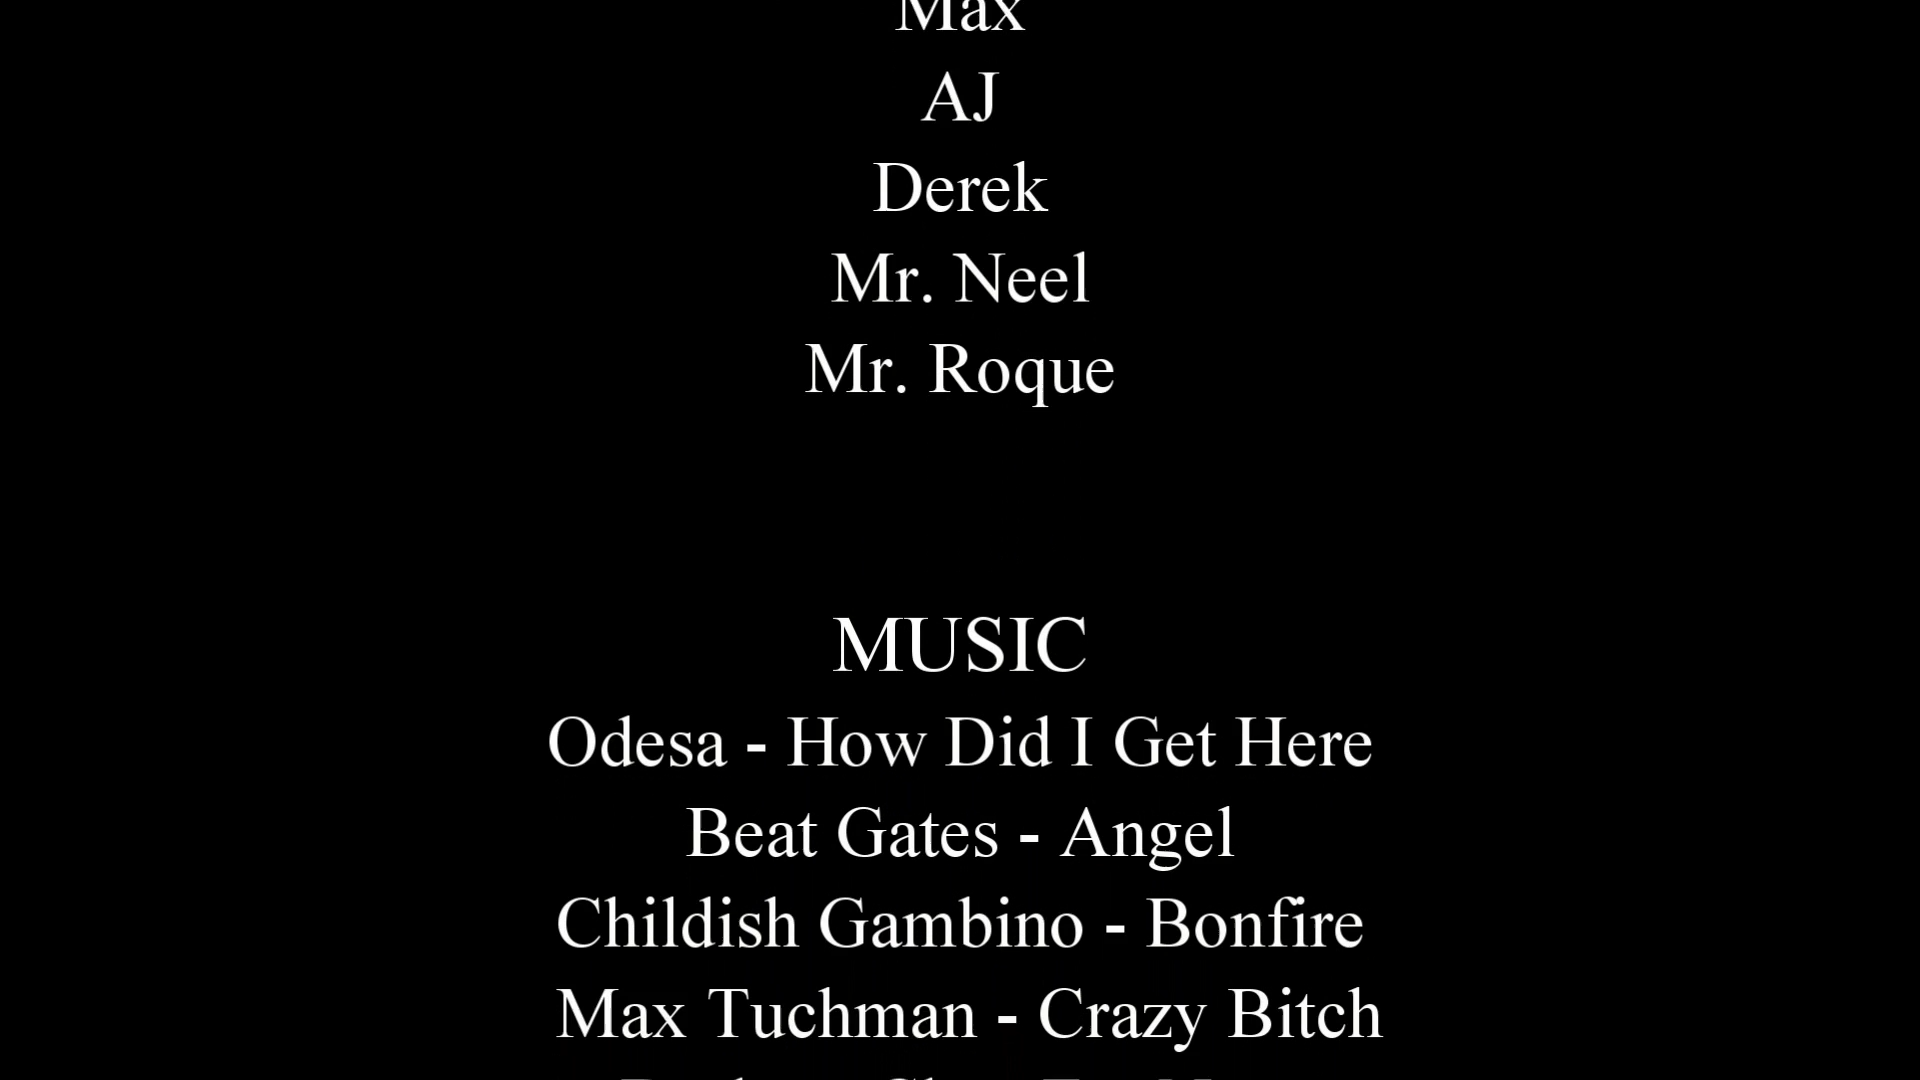 Max
AJ
Derek
Mr. Neel
Mr. Roque
MUSIC
Odesa - How Did I Get Here
Beat Gates - Angel
Childish Gambino - Bonfire
Max Tuchman - Crazy Bitch